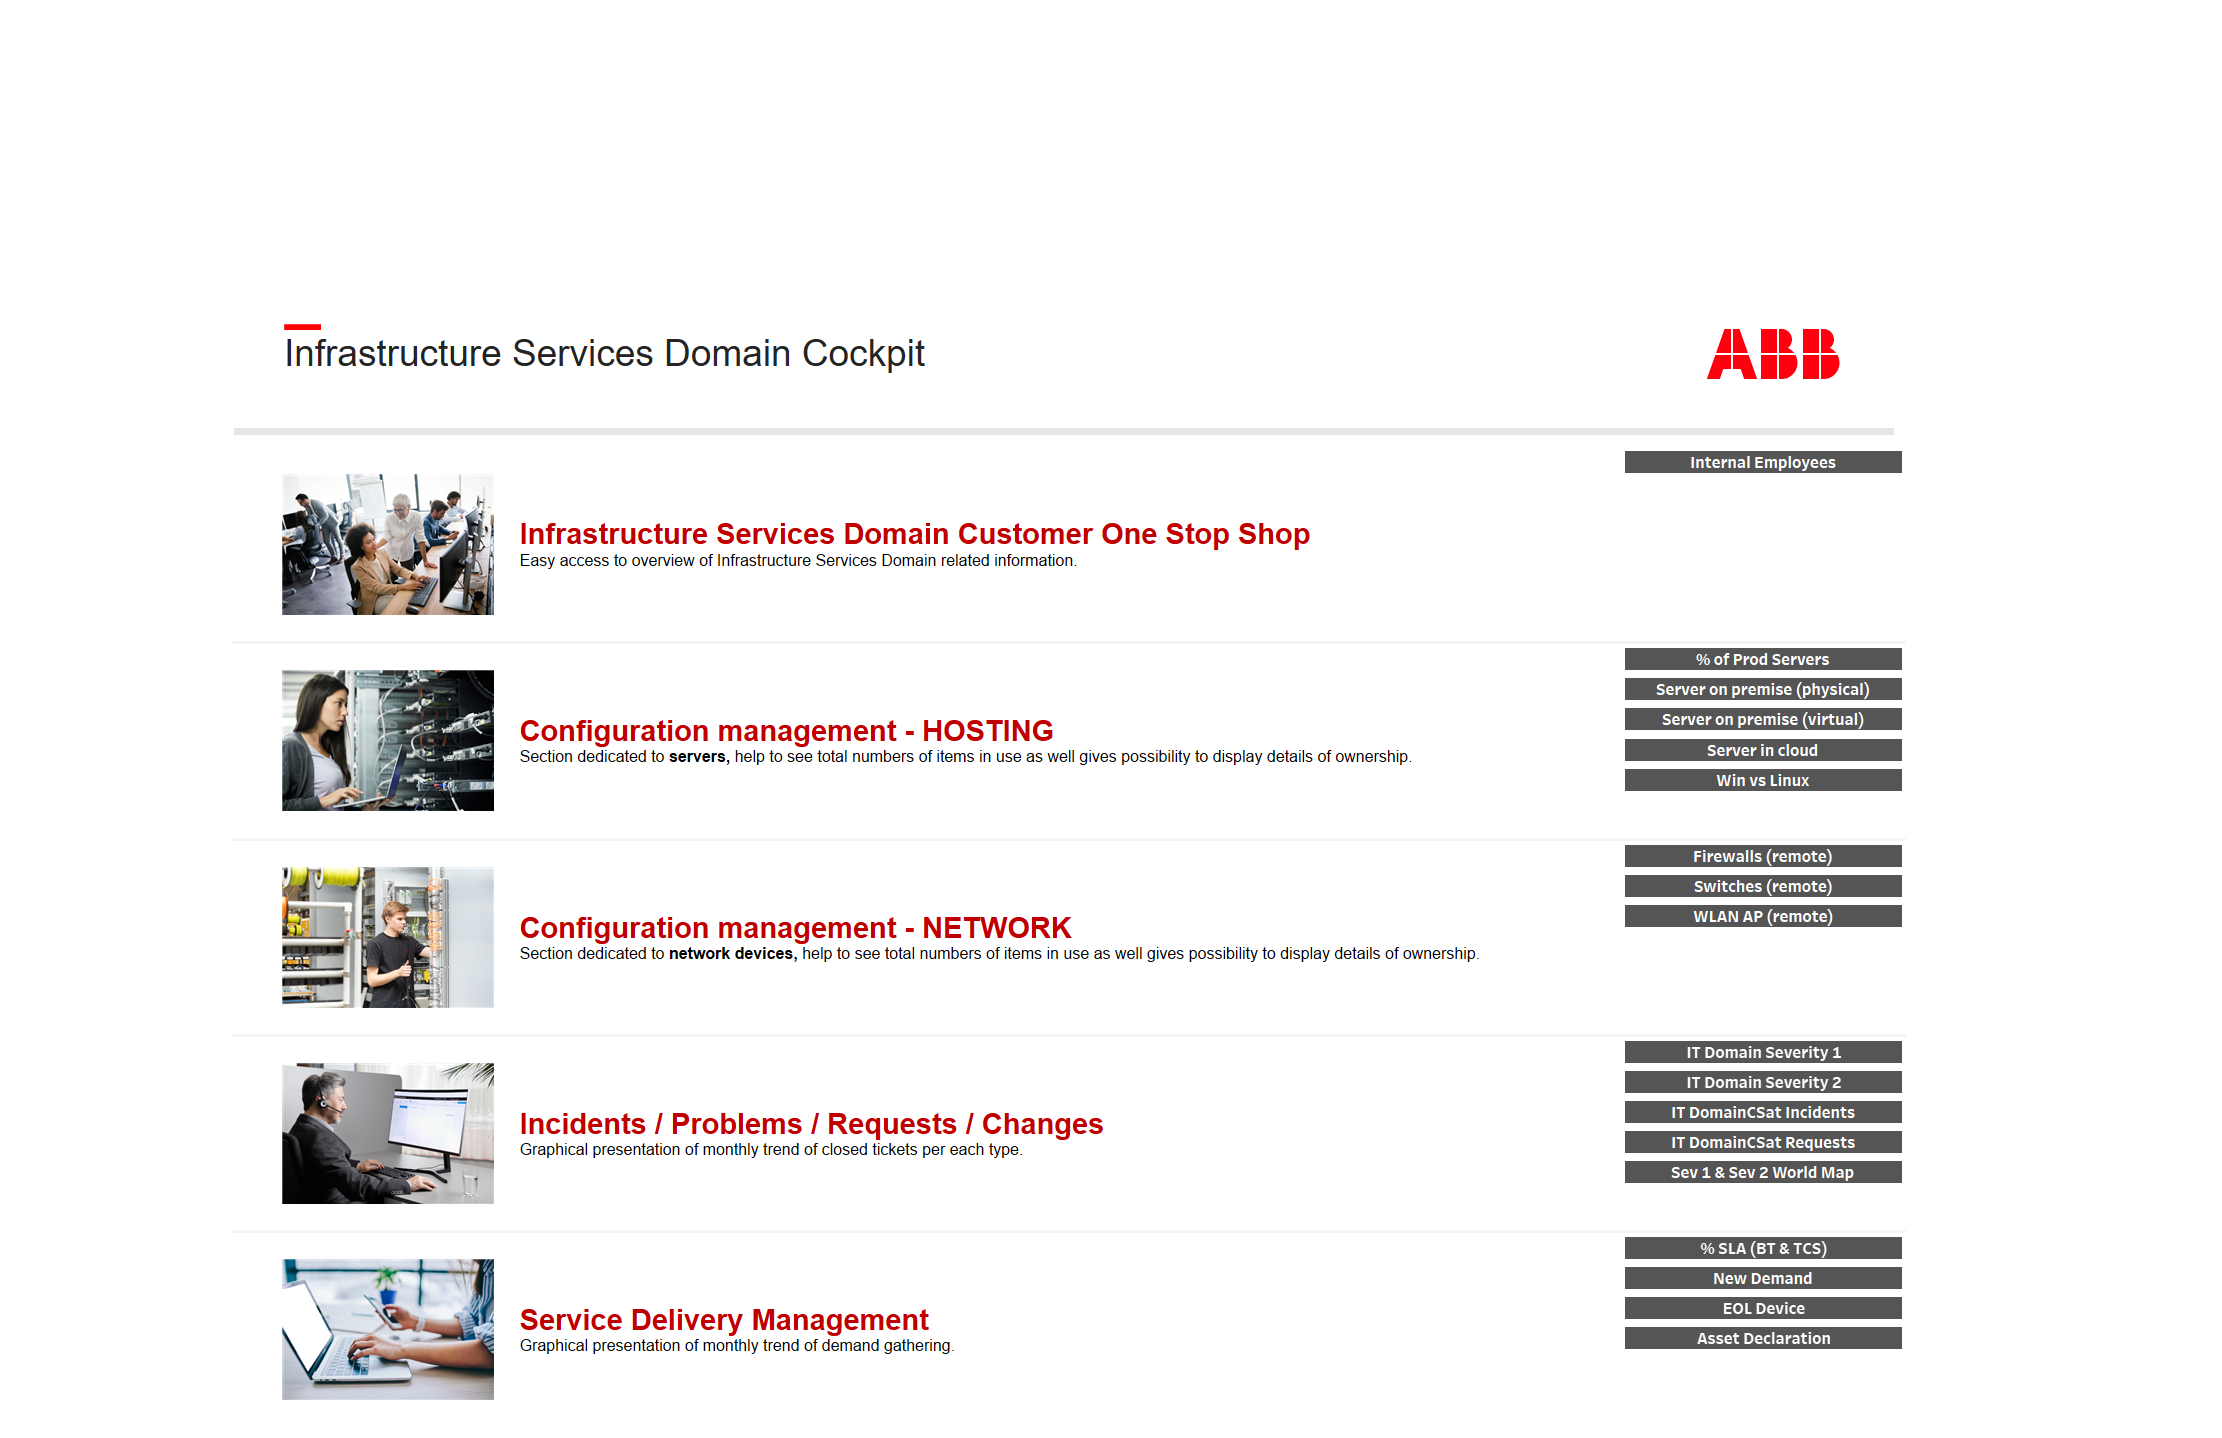 Infrastructure Services Domain Cockpit
ABB
Internal Employees
Infrastructure Services Domain Customer One Stop Shop
Easy access to overview of Infrastructure Services Domain related information.
% of Prod Servers
Server on premise (physical)
Server on premise (virtual)
Server in cloud
Win vs Linux
Configuration management - HOSTING
Section dedicated to servers, help to see total numbers of items in use as well gives possibility to display details of ownership.
Firewalls (remote)
Switches (remote)
WLAN AP (remote)
Configuration management - NETWORK
Section dedicated to network devices, help to see total numbers of items in use as well gives possibility to display details of ownership.
IT Domain Severity 1
IT Domain Severity 2
IT DomainCSat Incidents
IT DomainCSat Requests
Sev 1 & Sev 2 World Map
Incidents / Problems / Requests / Changes
Graphical presentation of monthly trend of closed tickets per each type.
% SLA (BT & TCS)
New Demand
EOL Device
Asset Declaration
Service Delivery Management
Graphical presentation of monthly trend of demand gathering.